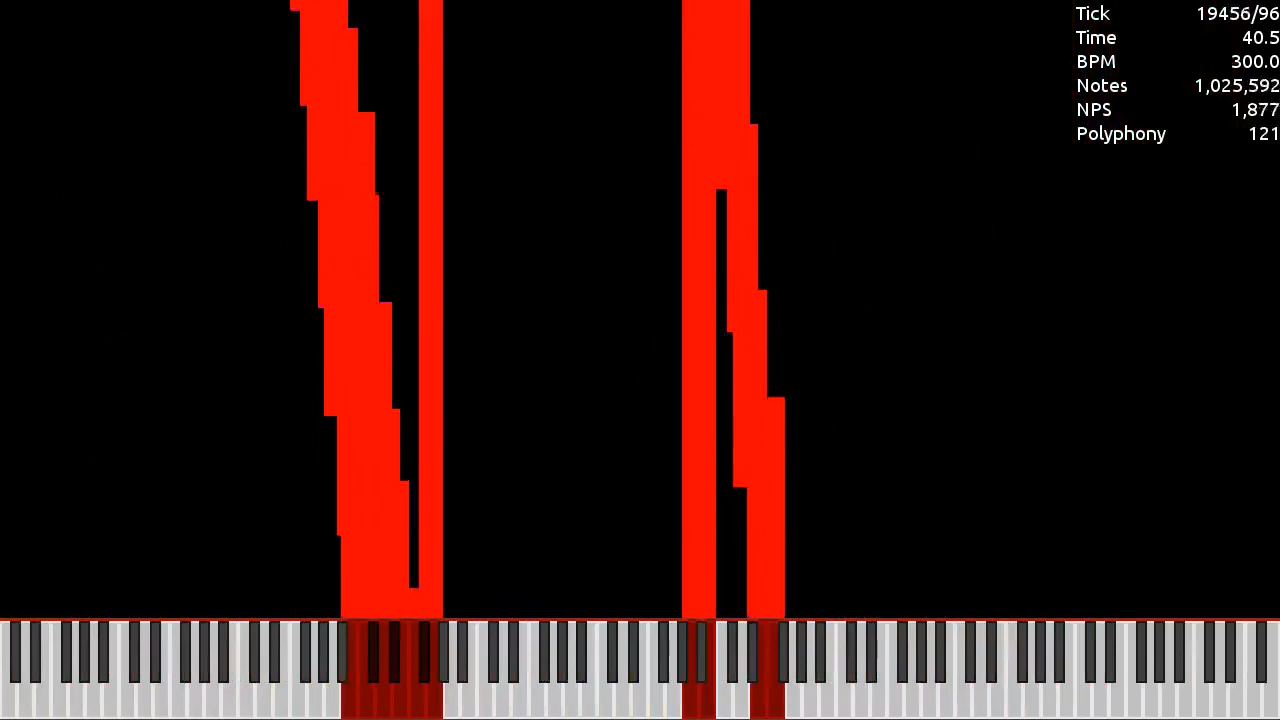 Tick 19456/96
Time 40.5
BPM 300.0
Notes 1,025,592
NPS 1,877
Polyphony 121